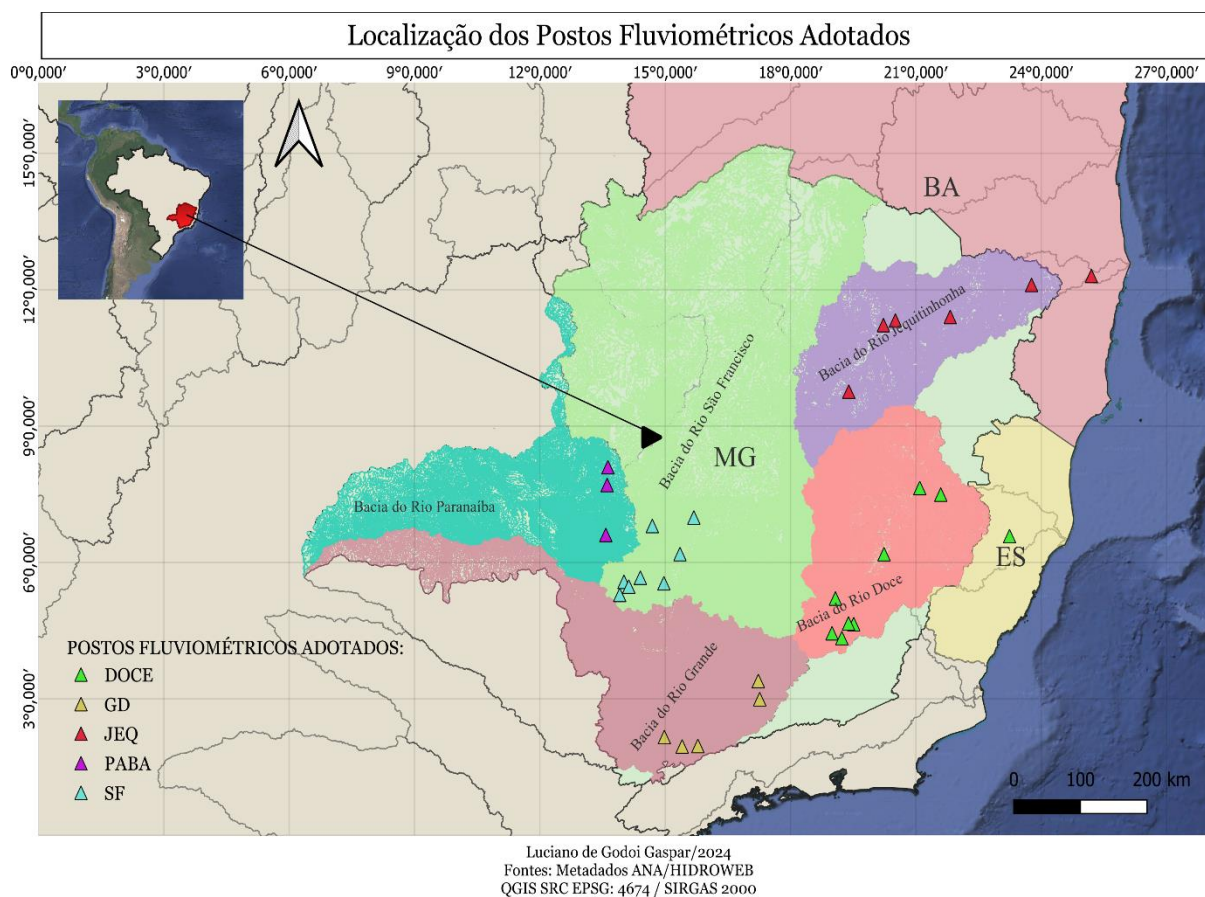 Localização dos Postos Fluviométricos Adotados
0°0,000' 3°0,000' 6°0,000' 9°0,000' 12°0,000' 15°0,000' 18°0,000' 21°0,000' 24°0,000' 27°0,000'
15°0,000'
12°0,000'
9°0,000'
6°0,000'
3°0,000'
BA
Bacia do Rio Jequitinhonha
Bacia do Rio São Francisco
MG
Bacia do Rio Paranaíba
ES
Bacia do Rio Doce
Bacia do Rio Grande
POSTOS FLUVIOMÉTRICOS ADOTADOS:
DOCE
GD
JEQ
PABA
SF
0 100 200 km
Luciano de Godoi Gaspar/2024
Fontes: Metadados ANA/HIDROWEB
QGIS SRC EPSG: 4674 / SIRGAS 2000